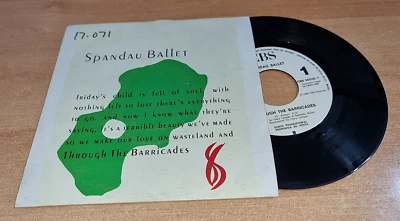 17-071
Spandau Ballet
Friday's child is full of soul with
nothing left to lose there's everything
to go. and now I know what they're
saying, it's a terrible beauty we've made
so we make our love on wasteland and
Through The Barricades
CBS
1
SPANDAU BALLET
THROUGH THE BARRICADES